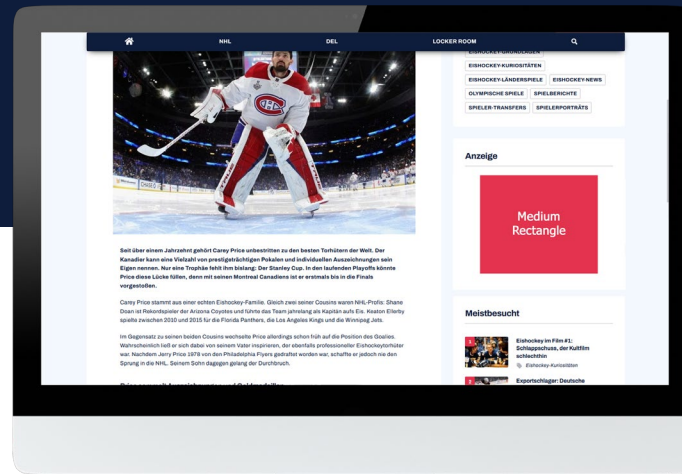 NHL
DEL
LOCKER ROOM
EISHOCKEY-GRUNDLAGEN
EISHOCKEY-KURIOSITÄTEN
EISHOCKEY-LÄNDERSPIELE
EISHOCKEY-NEWS
OLYMPISCHE SPIELE
SPIELBERICHTE
SPIELER-TRANSFERS
SPIELERPORTRÄTS
Seit über einem Jahrzehnt gehört Carey Price unbestritten zu den besten Torhütern der Welt. Der
Kanadier kann eine Vielzahl von prestigeträchtigen Pokalen und individuellen Auszeichnungen sein
Eigen nennen. Nur eine Trophäe fehlt ihm bislang: Der Stanley Cup. In den laufenden Playoffs könnte
Price diese Lücke füllen, denn mit seinen Montreal Canadiens ist er erstmals bis in die Finals
vorgestoßen.
Carey Price stammt aus einer echten Eishockey-Familie. Gleich zwei seiner Cousins waren NHL-Profis: Shane
Doan ist Rekordspieler der Arizona Coyotes und führte das Team jahrelang als Kapitän aufs Eis. Keaton Ellerby
spielte zwischen 2010 und 2015 für die Florida Panthers, die Los Angeles Kings und die Winnipeg Jets.
Im Gegensatz zu seinen beiden Cousins wechselte Price allerdings schon früh auf die Position des Goalies.
Wahrscheinlich ließ er sich dabei von seinem Vater inspirieren, der ebenfalls professioneller Eishockeytorhüter
war. Nachdem Jerry Price 1978 von den Philadelphia Flyers gedraftet worden war, schaffte er jedoch nie den
Sprung in die NHL. Seinem Sohn dagegen gelang der Durchbruch.
Anzeige
Medium
Rectangle
Meistbesucht
1
Eishockey im Film #1:
Schlappschuss, der Kultfilm
schlechthin
Eishockey-Kuriositäten
2
Exportschlager: Deutsche